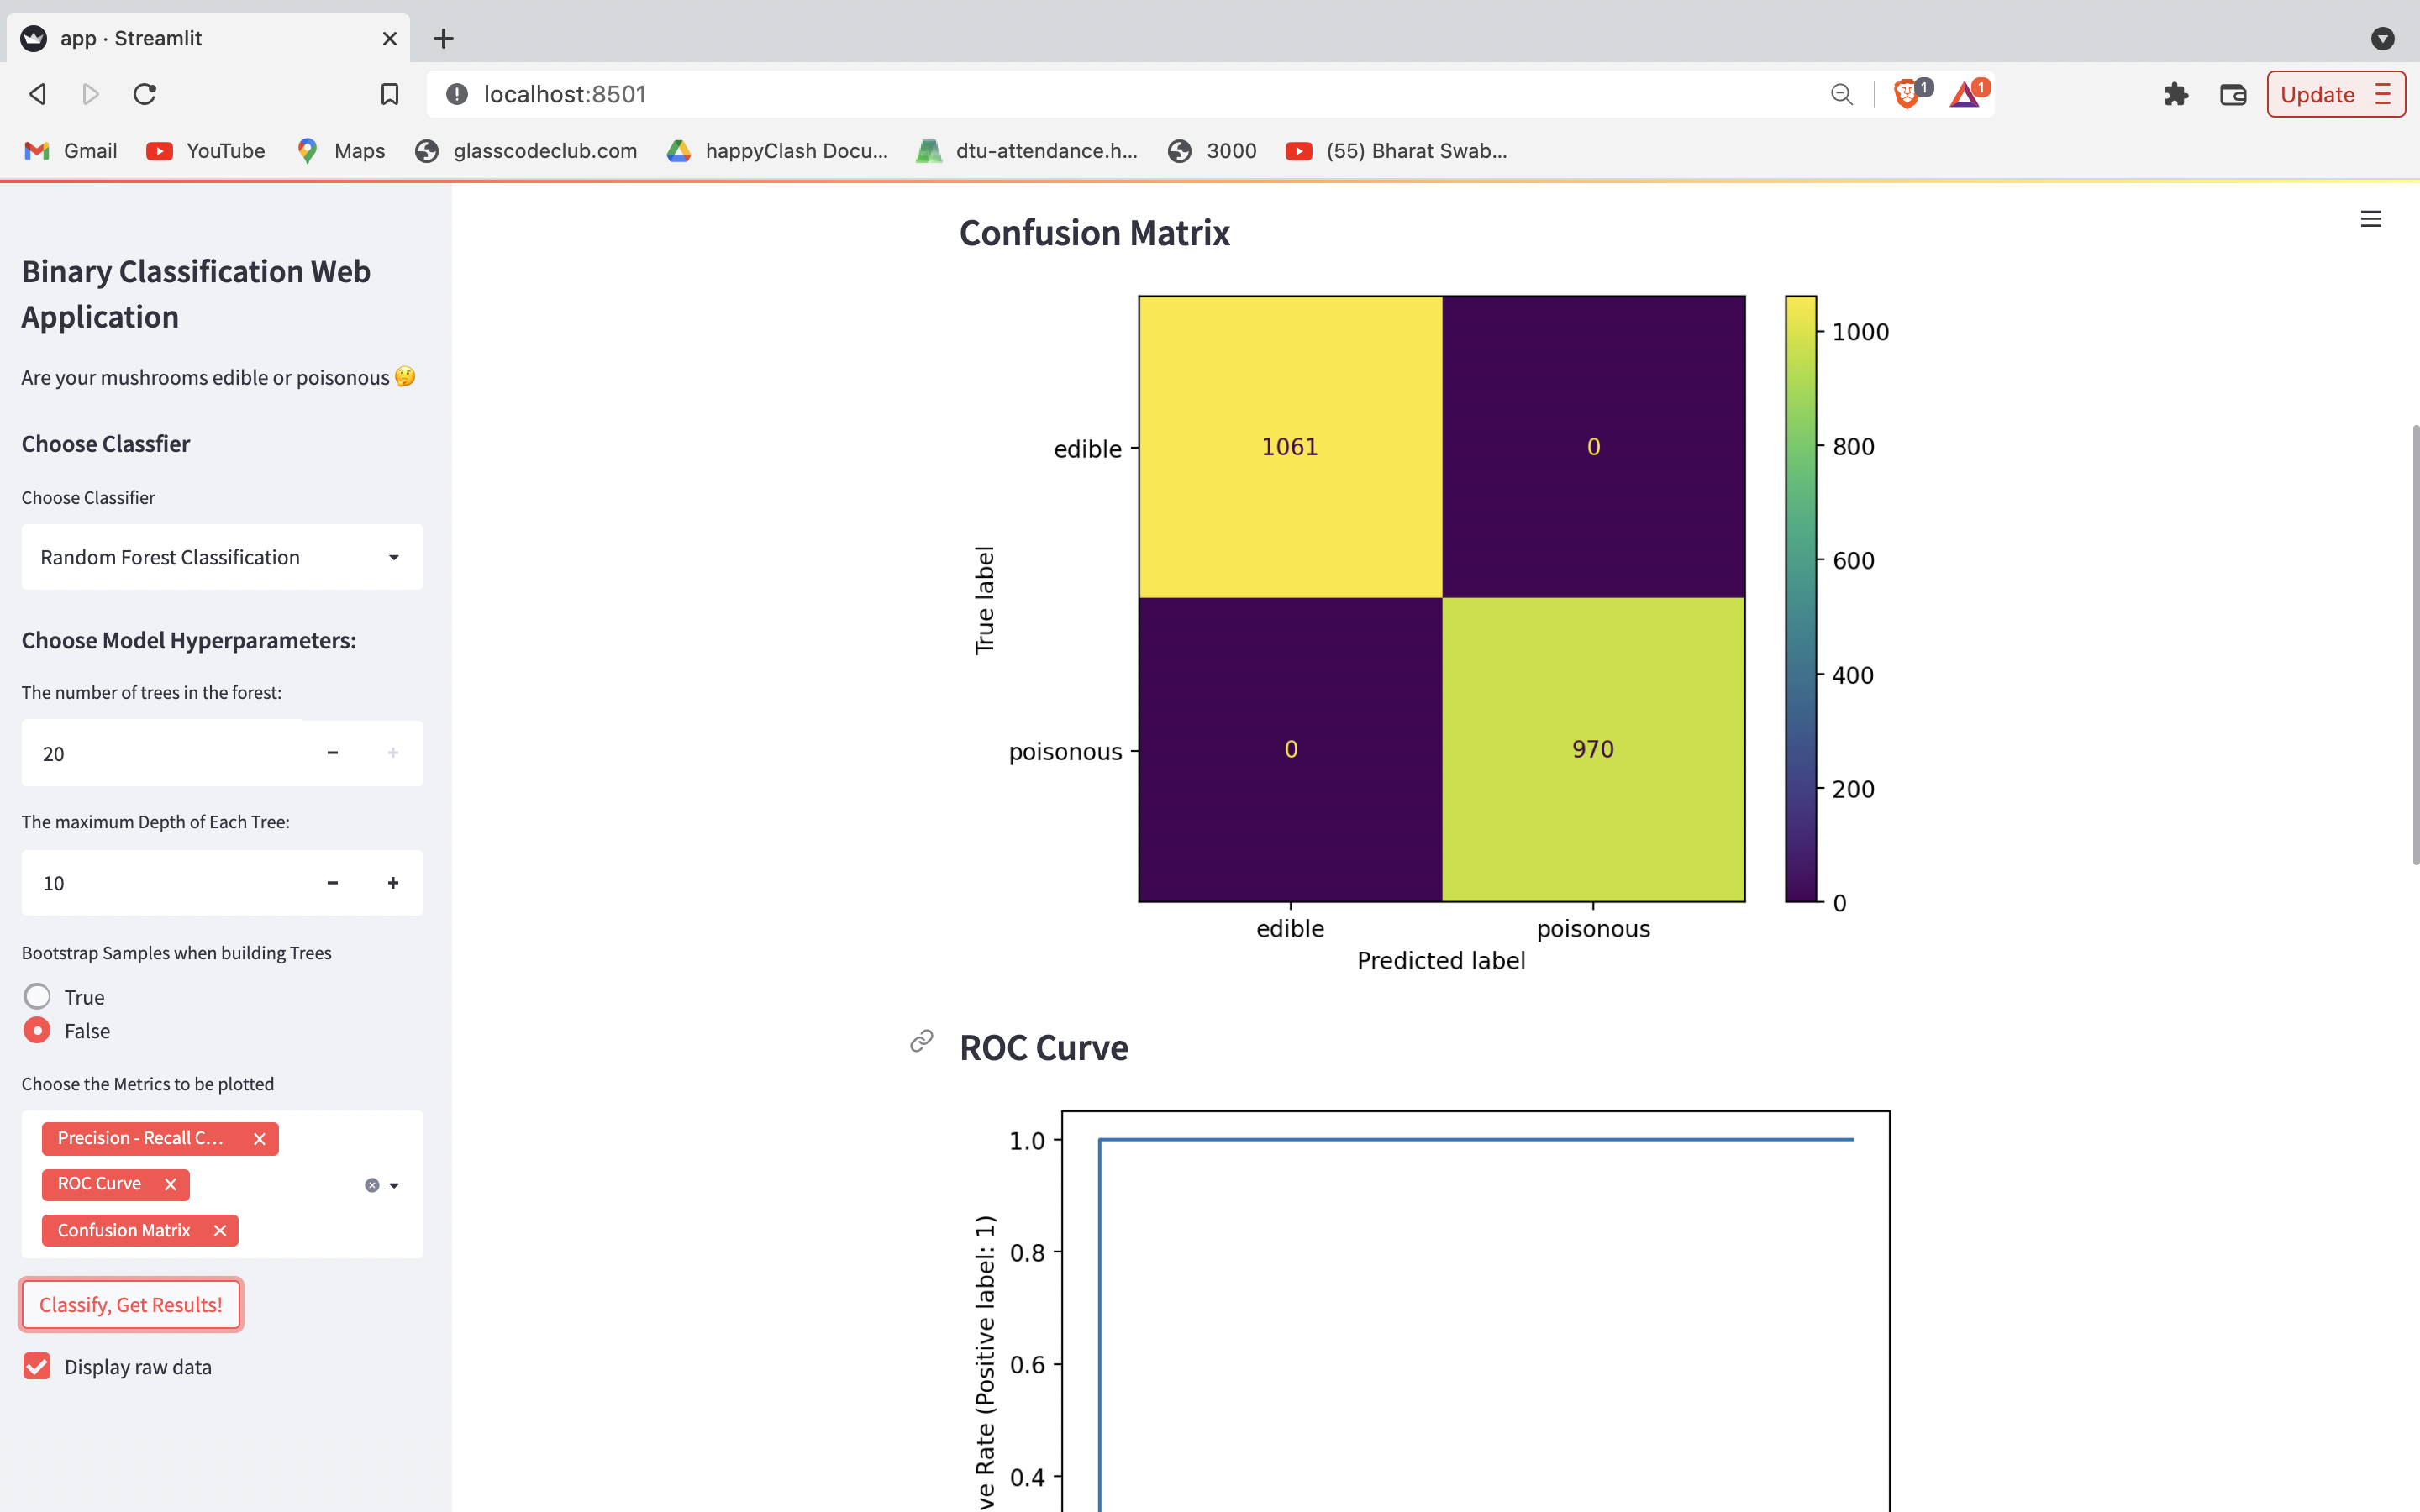 app · Streamlit
localhost:8501
1
1
Update
Gmail
YouTube
Maps
glasscodeclub.com
happyClash Docu...
dtu-attendance.h...
3000
(55) Bharat Swab...
Binary Classification Web
Application
Are your mushrooms edible or poisonous 🤔
Choose Classfier
Choose Classifier
Random Forest Classification
Choose Model Hyperparameters:
The number of trees in the forest:
20
The maximum Depth of Each Tree:
10
Bootstrap Samples when building Trees
True
False
Choose the Metrics to be plotted
Precision - Recall C...
ROC Curve
Confusion Matrix
Classify, Get Results!
Display raw data
Confusion Matrix
True label
edible
poisonous
1061
0
0
970
edible
poisonous
Predicted label
1000
800
600
400
200
0
ROC Curve
ve Rate (Positive label: 1)
1.0
0.8
0.6
0.4